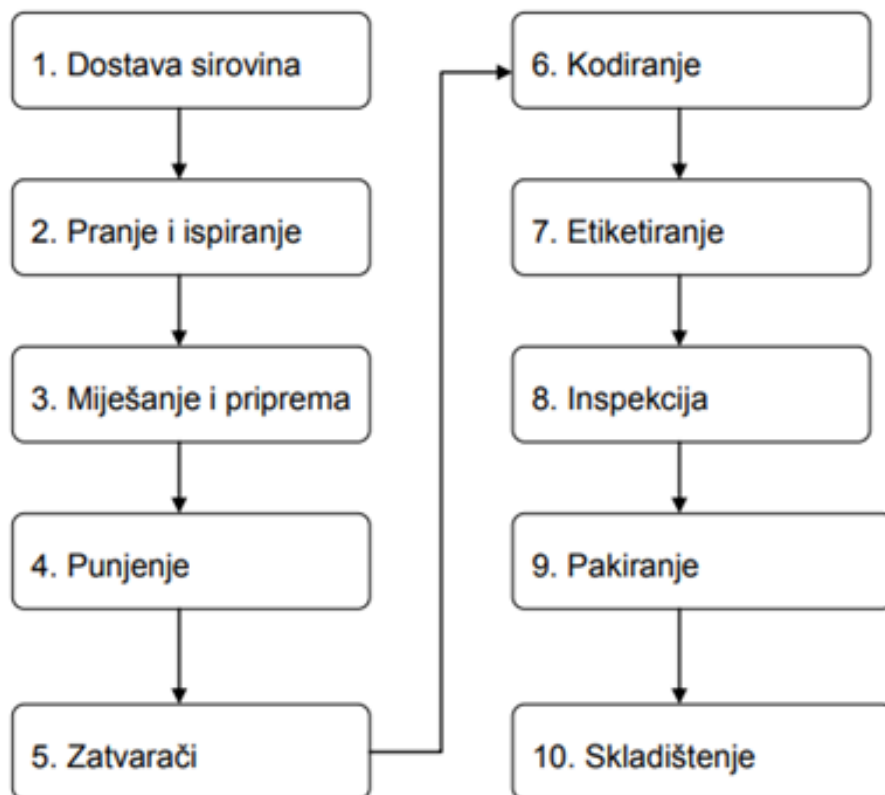 1. Dostava sirovina
2. Pranje i ispiranje
3. Miješanje i priprema
4. Punjenje
5. Zatvarači
6. Kodiranje
7. Etiketiranje
8. Inspekcija
9. Pakiranje
10. Skladištenje